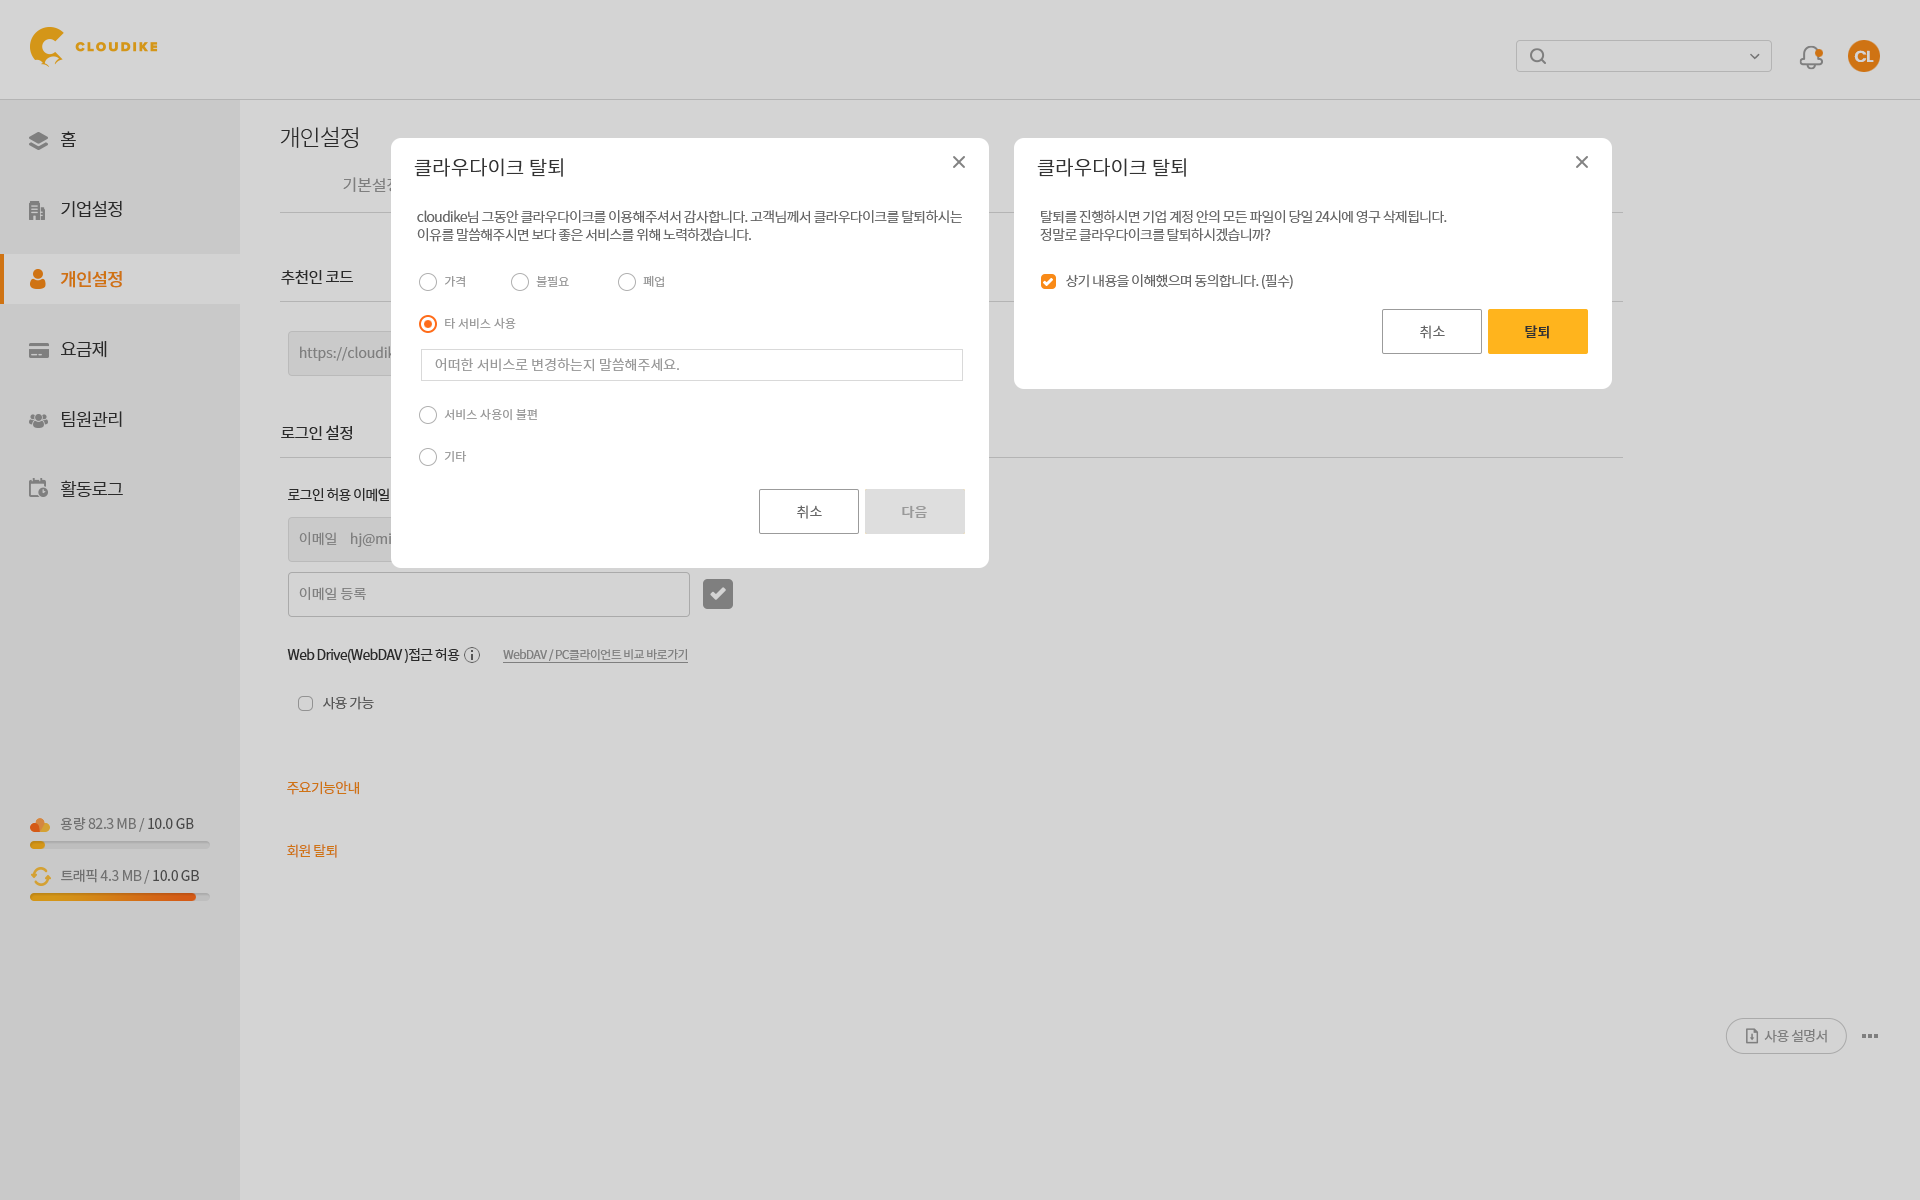 CLOUDIKE
CL
홈
기업설정
개인설정
요금제
팀원관리
활동로그
용량 82.3 MB / 10.0 GB
트래픽 4.3 MB / 10.0 GB
개인설정
기본설정
추천인 코드
https://cloudik
로그인 설정
로그인 허용 이메일
이메일 hj@mi
이메일 등록
Web Drive(WebDAV )접근 허용
WebDAV / PC클라이언트 비교 바로가기
사용 가능
주요기능안내
회원 탈퇴
클라우다이크 탈퇴
cloudike님 그동안 클라우다이크를 이용해주셔서 감사합니다. 고객님께서 클라우다이크를 탈퇴하시는
이유를 말씀해주시면 보다 좋은 서비스를 위해 노력하겠습니다.
가격 불필요 폐업
타 서비스 사용
어떠한 서비스로 변경하는지 말씀해주세요.
서비스 사용이 불편
기타
취소 다음
클라우다이크 탈퇴
탈퇴를 진행하시면 기업 계정 안의 모든 파일이 당일 24시에 영구 삭제됩니다.
정말로 클라우다이크를 탈퇴하시겠습니까?
상기 내용을 이해했으며 동의합니다. (필수)
취소 탈퇴
사용 설명서